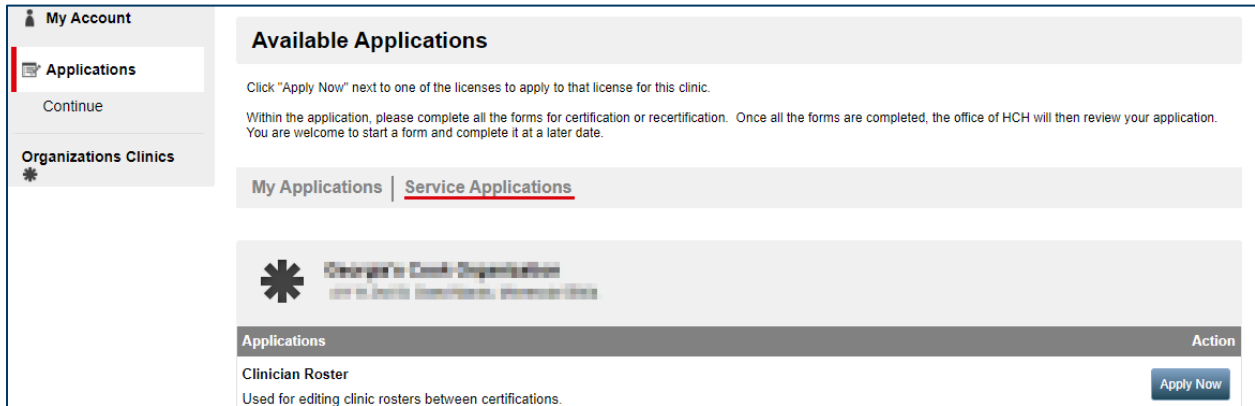 My Account
Applications
Continue
Organizations Clinics
Available Applications
Click "Apply Now" next to one of the licenses to apply to that license for this clinic.
Within the application, please complete all the forms for certification or recertification. Once all the forms are completed, the office of HCH will then review your application.
You are welcome to start a form and complete it at a later date.
My Applications | Service Applications
Applications Action
Clinician Roster
Used for editing clinic rosters between certifications.
Apply Now